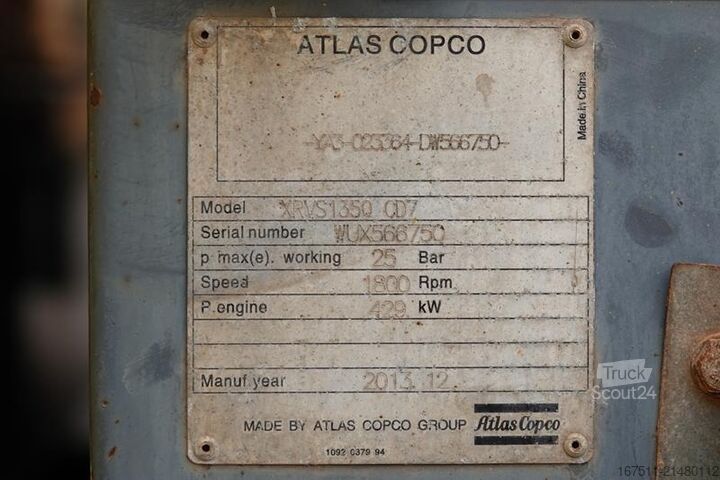 ATLAS COPCO
Made in China
-YA3-023364-DW566750-
Model XRVS1350 CD7
Serial number WUX566750
p max(e). working 25 Bar
Speed 1800 Rpm
P.engine 429 kW
Manuf.year 2013.12
MADE BY ATLAS COPCO GROUP Atlas Copco
1092 0379 94
Truck
Scout24
167511-21480112